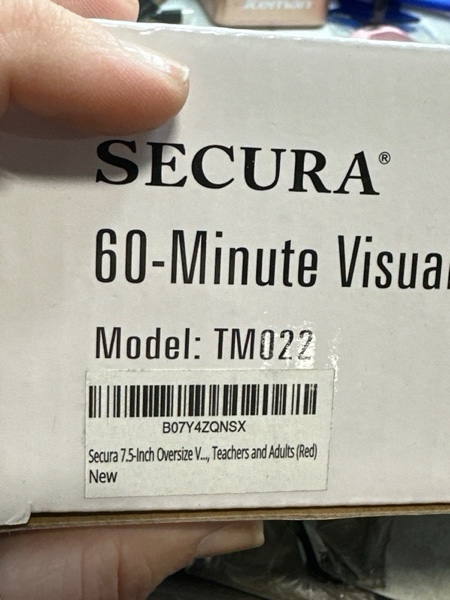 SECURA®
60-Minute Visual
Model: TM022
B07Y4ZQNSX
Secura 7.5-Inch Oversize V..., Teachers and Adults (Red)
New